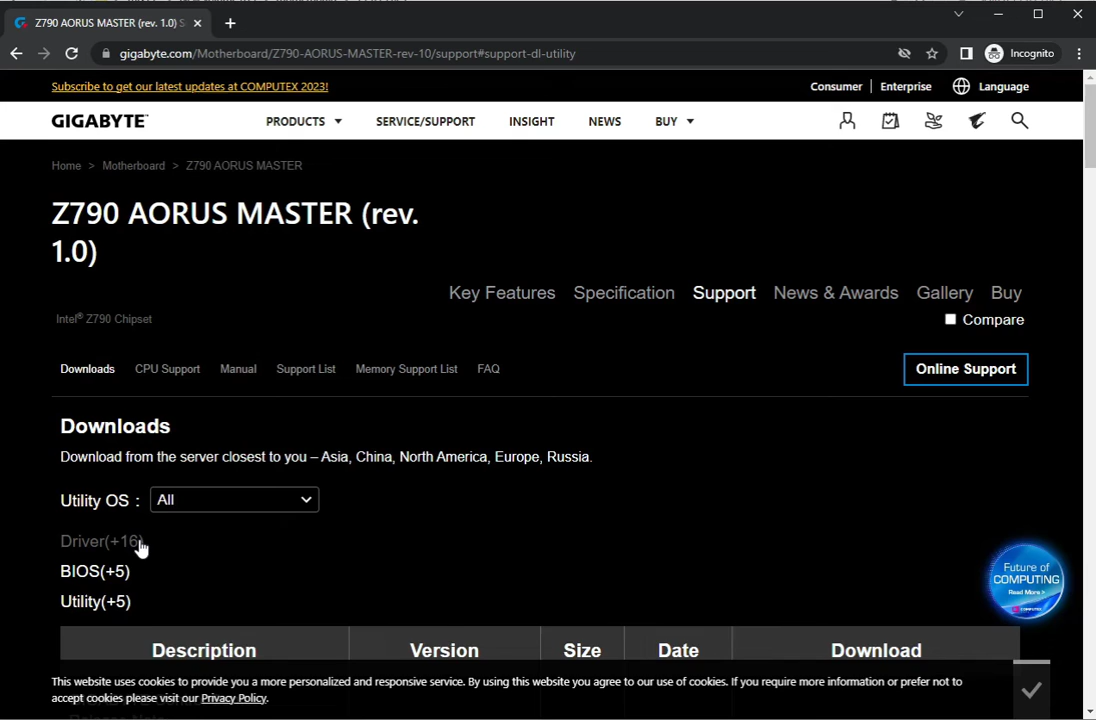 Z790 AORUS MASTER (rev. 1.0) S
gigabyte.com/Motherboard/Z790-AORUS-MASTER-rev-10/support#support-dl-utility
Incognito
Subscribe to get our latest updates at COMPUTEX 2023!
Consumer Enterprise Language
GIGABYTE™ PRODUCTS SERVICE/SUPPORT INSIGHT NEWS BUY
Home > Motherboard > Z790 AORUS MASTER
Z790 AORUS MASTER (rev.
1.0)
Key Features Specification Support News & Awards Gallery Buy
Intel® Z790 Chipset
Compare
Downloads CPU Support Manual Support List Memory Support List FAQ
Online Support
Downloads
Download from the server closest to you – Asia, China, North America, Europe, Russia.
Utility OS : All
Driver(+16)
BIOS(+5)
Utility(+5)
Future of
COMPUTING
Read More >
Description Version Size Date Download
This website uses cookies to provide you a more personalized and responsive service. By using this website you agree to our use of cookies. If you require more information or prefer not to
accept cookies please visit our Privacy Policy.